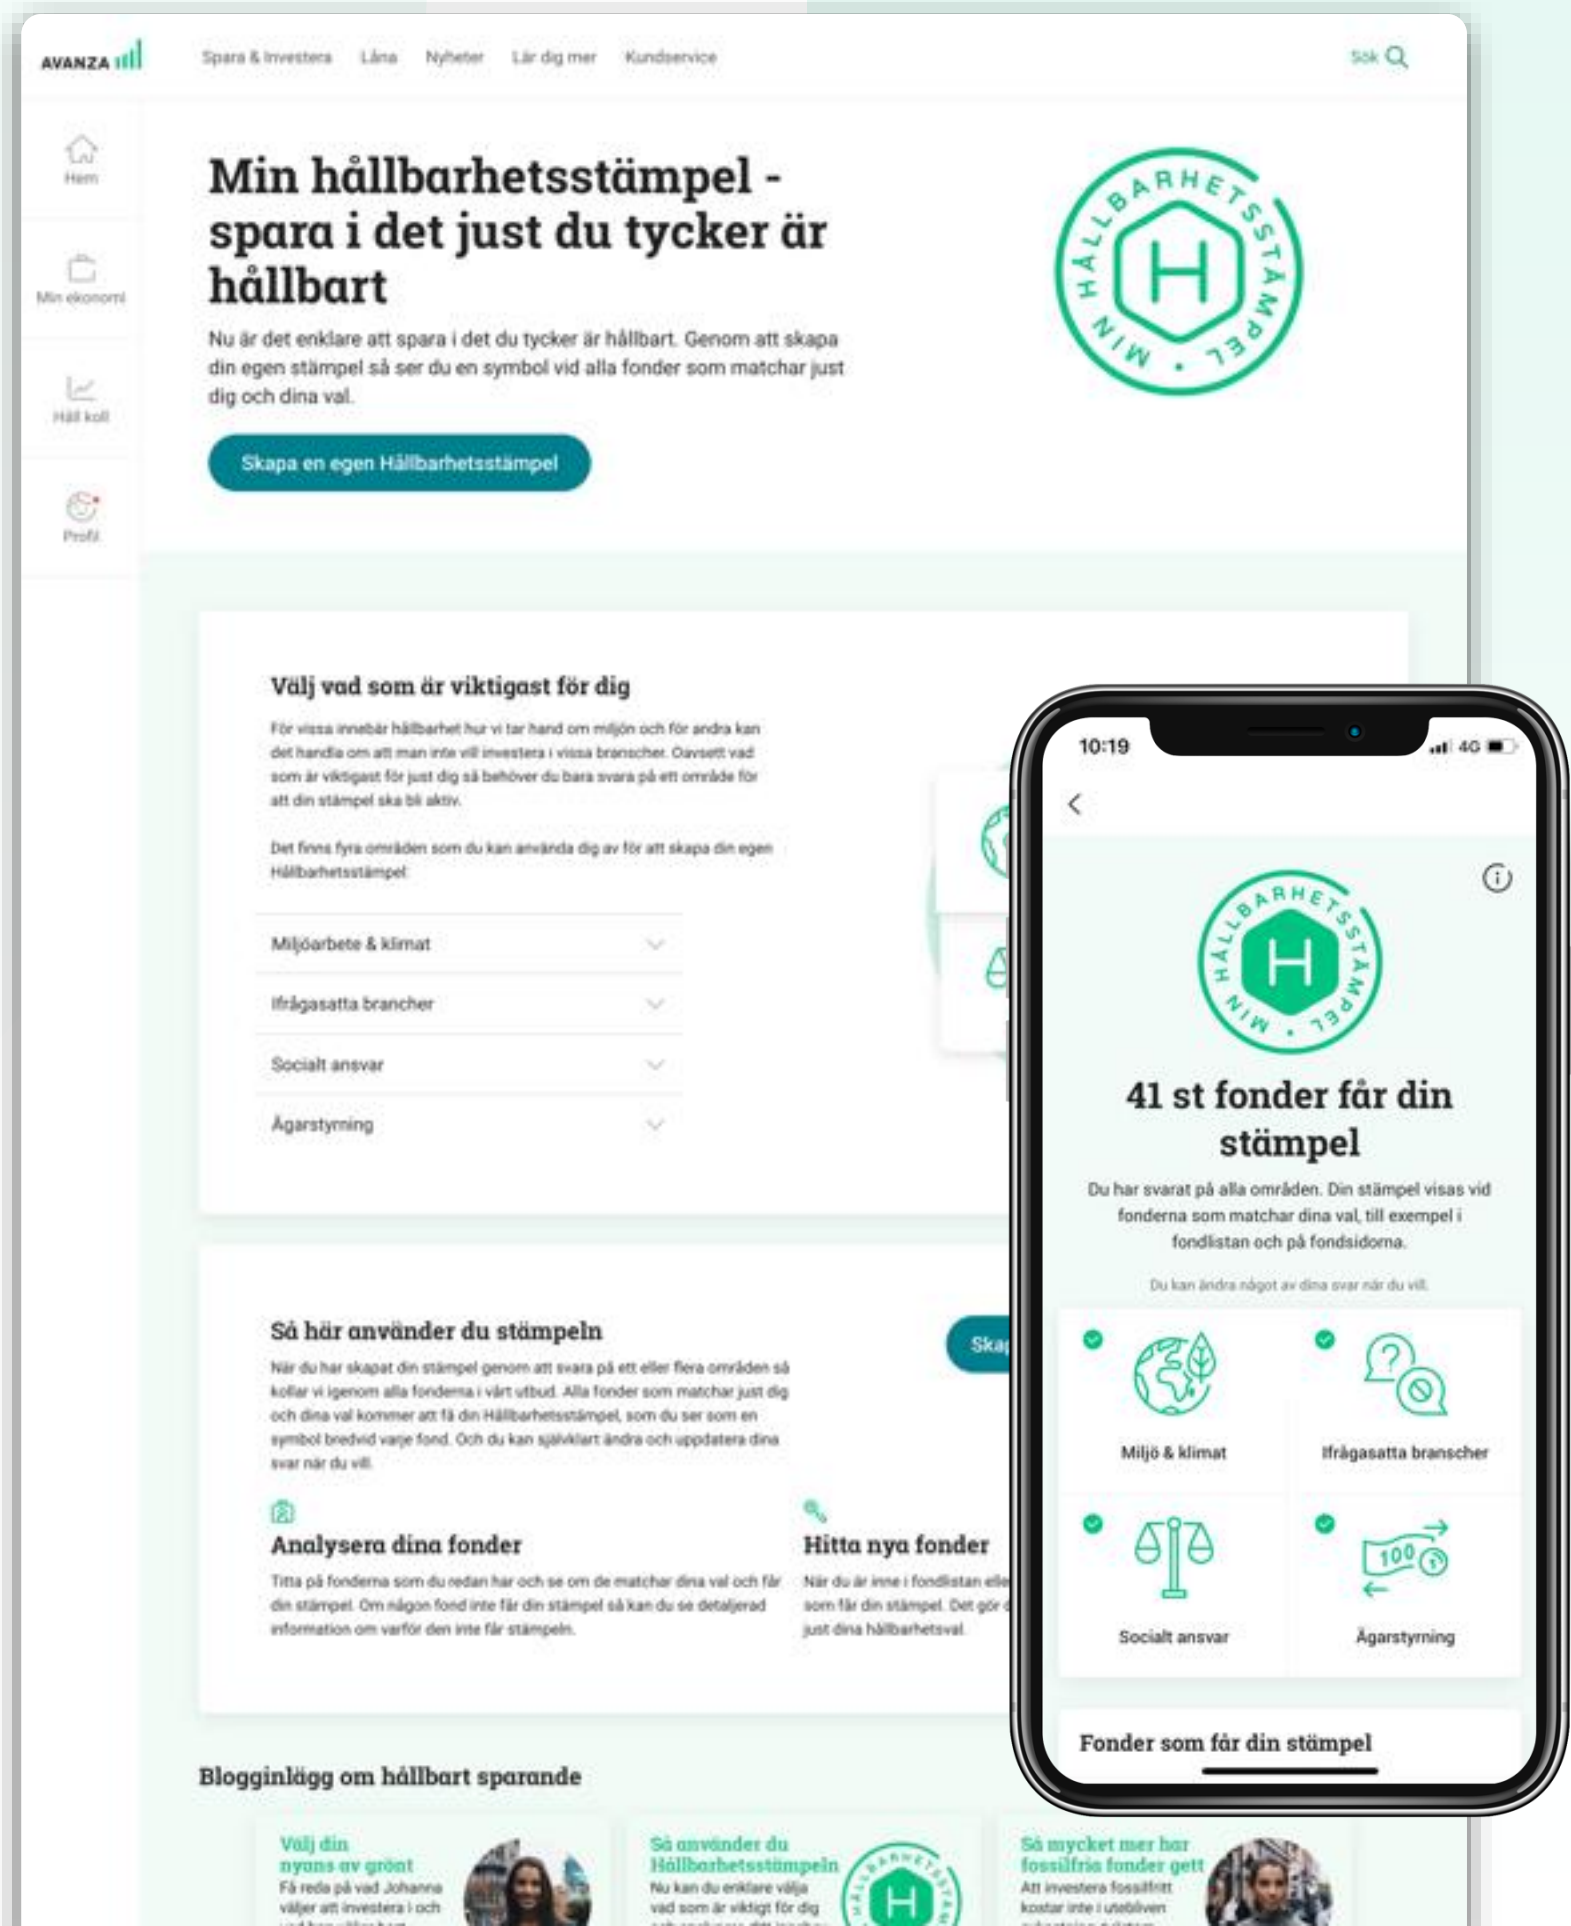 AVANZA
Spara & Investera Låna Nyheter Lär dig mer Kundservice
Sök
Hem
Min ekonomi
Håll koll
Profil
Min hållbarhetsstämpel -
spara i det just du tycker är
hållbart
Nu är det enklare att spara i det du tycker är hållbart. Genom att skapa
din egen stämpel så ser du en symbol vid alla fonder som matchar just
dig och dina val.
Skapa en egen Hållbarhetsstämpel
MIN HÅLLBARHETSSTÄMPEL
H
Välj vad som är viktigast för dig
För vissa innebär hållbarhet hur vi tar hand om miljön och för andra kan
det handla om att man inte vill investera i vissa branscher. Oavsett vad
som är viktigast för just dig så behöver du bara svara på ett område för
att din stämpel ska bli aktiv.
Det finns fyra områden som du kan använda dig av för att skapa din egen
Hållbarhetsstämpel:
Miljöarbete & klimat
Ifrågasatta brancher
Socialt ansvar
Ägarstyrning
Så här använder du stämpeln
När du har skapat din stämpel genom att svara på ett eller flera områden så
kollar vi igenom alla fonderna i vårt utbud. Alla fonder som matchar just dig
och dina val kommer att få din Hållbarhetsstämpel, som du ser som en
symbol bredvid varje fond. Och du kan självklart ändra och uppdatera dina
svar när du vill.
Analysera dina fonder
Titta på fonderna som du redan har och se om de matchar dina val och får
din stämpel. Om någon fond inte får din stämpel så kan du se detaljerad
information om varför den inte får stämpeln.
Hitta nya fonder
När du är inne i fondlistan
som får din stämpel. Det gör
just dina hållbarhetsval.
Blogginlägg om hållbart sparande
Välj din
nyans av grönt
Få reda på vad Johanna
väljer att investera i och
Så använder du
Hållbarhetsstämpeln
Nu kan du enklare välja
vad som är viktigt för dig
H
Så mycket mer har
fossilfria fonder gett
Att investera fossilfritt
kostar inte i utebliven
10:19
4G
MIN HÅLLBARHETSSTÄMPEL
H
41 st fonder får din
stämpel
Du har svarat på alla områden. Din stämpel visas vid
fonderna som matchar dina val, till exempel i
fondlistan och på fondsidorna.
Du kan ändra något av dina svar när du vill.
Miljö & klimat
Ifrågasatta branscher
100
Socialt ansvar
Ägarstyrning
Fonder som får din stämpel